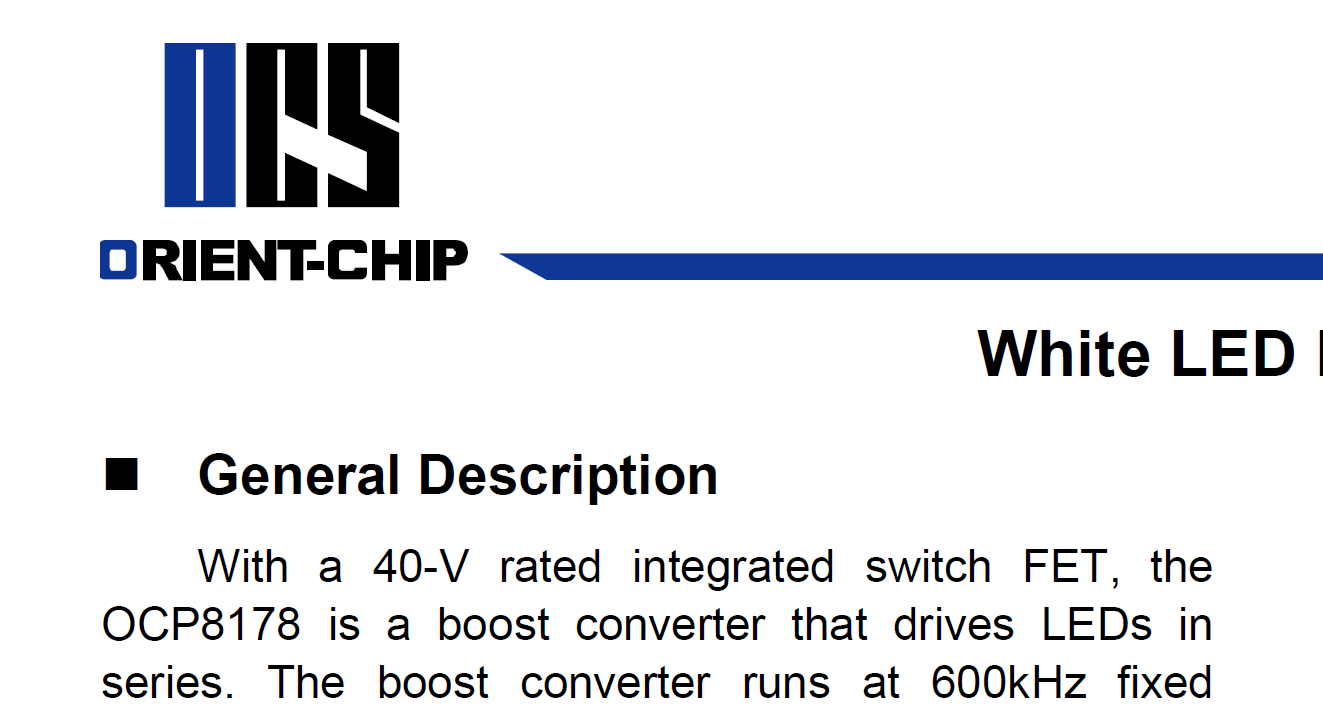 OCS
ORIENT-CHIP
White LED
General Description
With a 40-V rated integrated switch FET, the
OCP8178 is a boost converter that drives LEDs in
series. The boost converter runs at 600kHz fixed